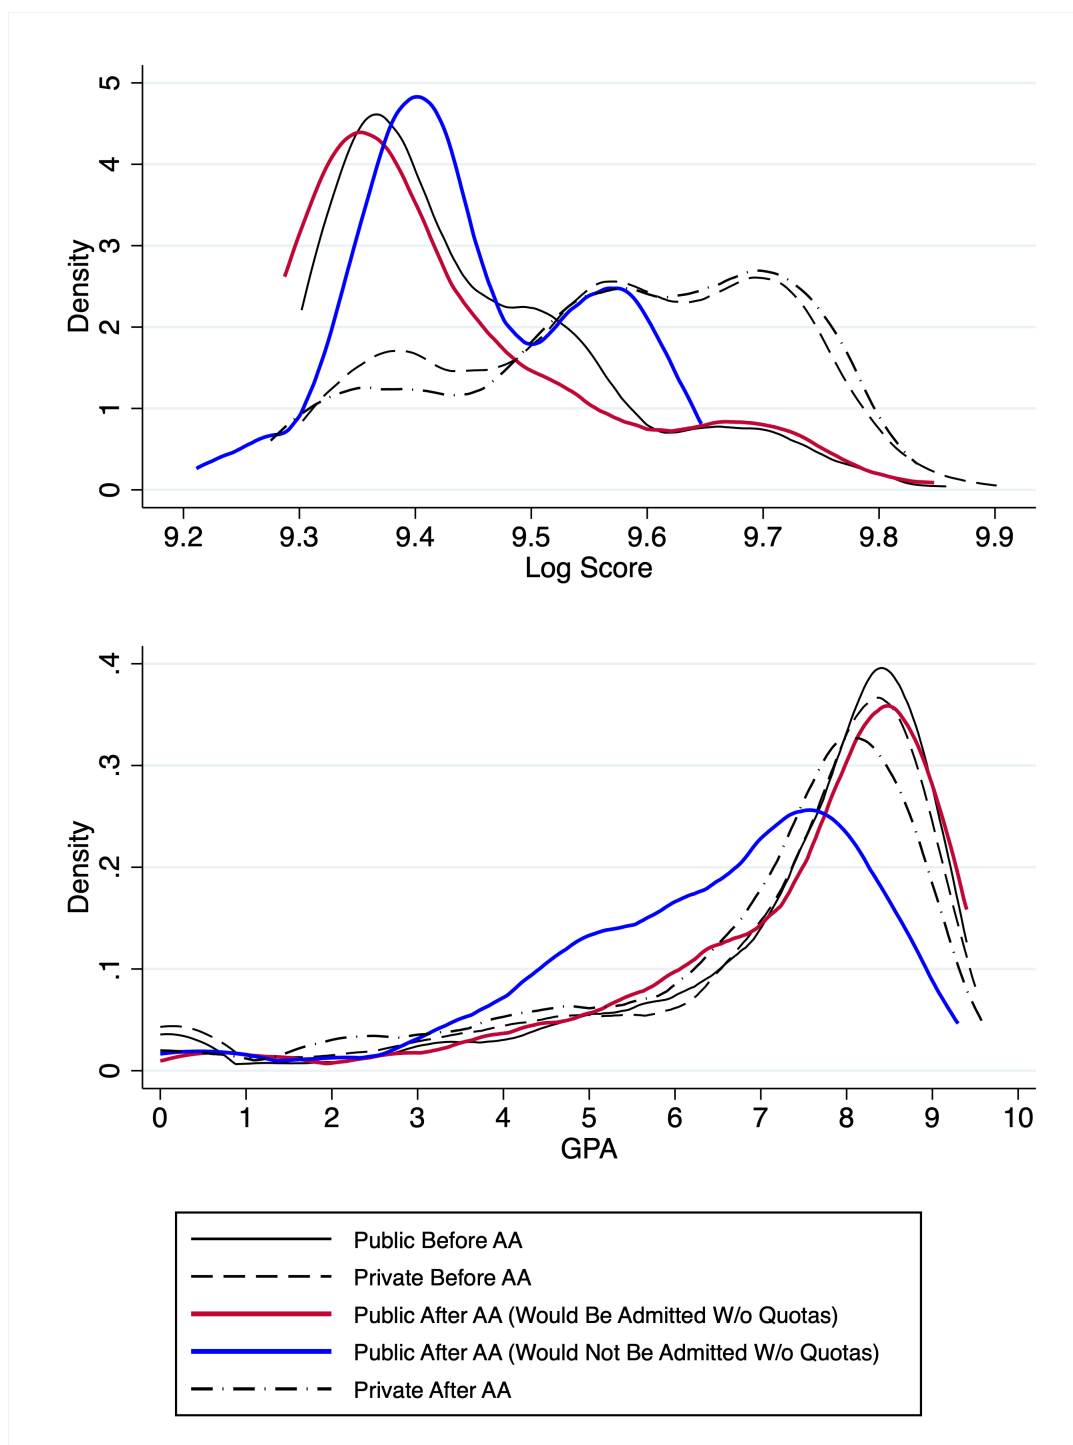 5
4
3
2
1
0
Density
9.2 9.3 9.4 9.5 9.6 9.7 9.8 9.9
Log Score
.4
.3
.2
.1
0
Density
0 1 2 3 4 5 6 7 8 9 10
GPA
Public Before AA
Private Before AA
Public After AA (Would Be Admitted W/o Quotas)
Public After AA (Would Not Be Admitted W/o Quotas)
Private After AA